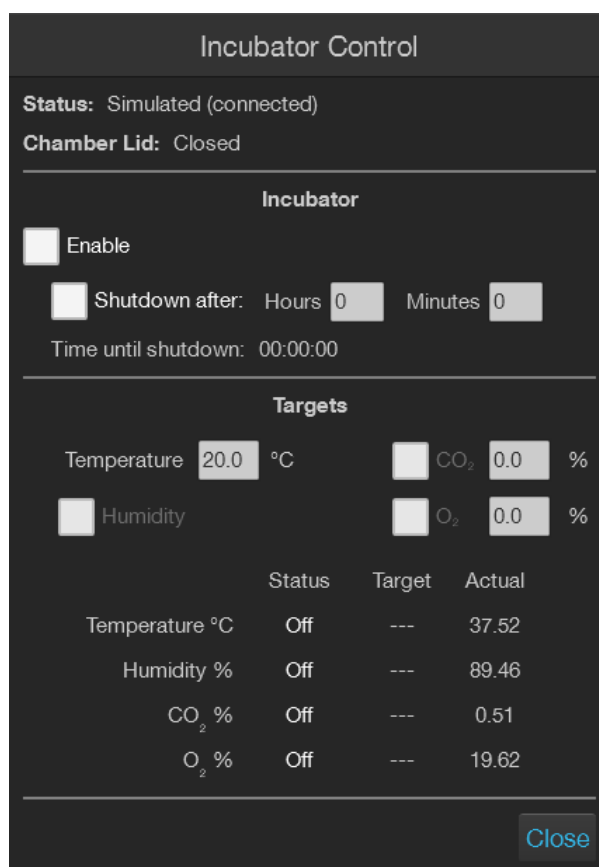 Incubator Control
Status: Simulated (connected)
Chamber Lid: Closed
Incubator
Enable
Shutdown after: Hours 0 Minutes 0
Time until shutdown: 00:00:00
Targets
Temperature 20.0 °C CO₂ 0.0 %
Humidity O₂ 0.0 %
Status Target Actual
Temperature °C Off --- 37.52
Humidity % Off --- 89.46
CO₂ % Off --- 0.51
O₂ % Off --- 19.62
Close